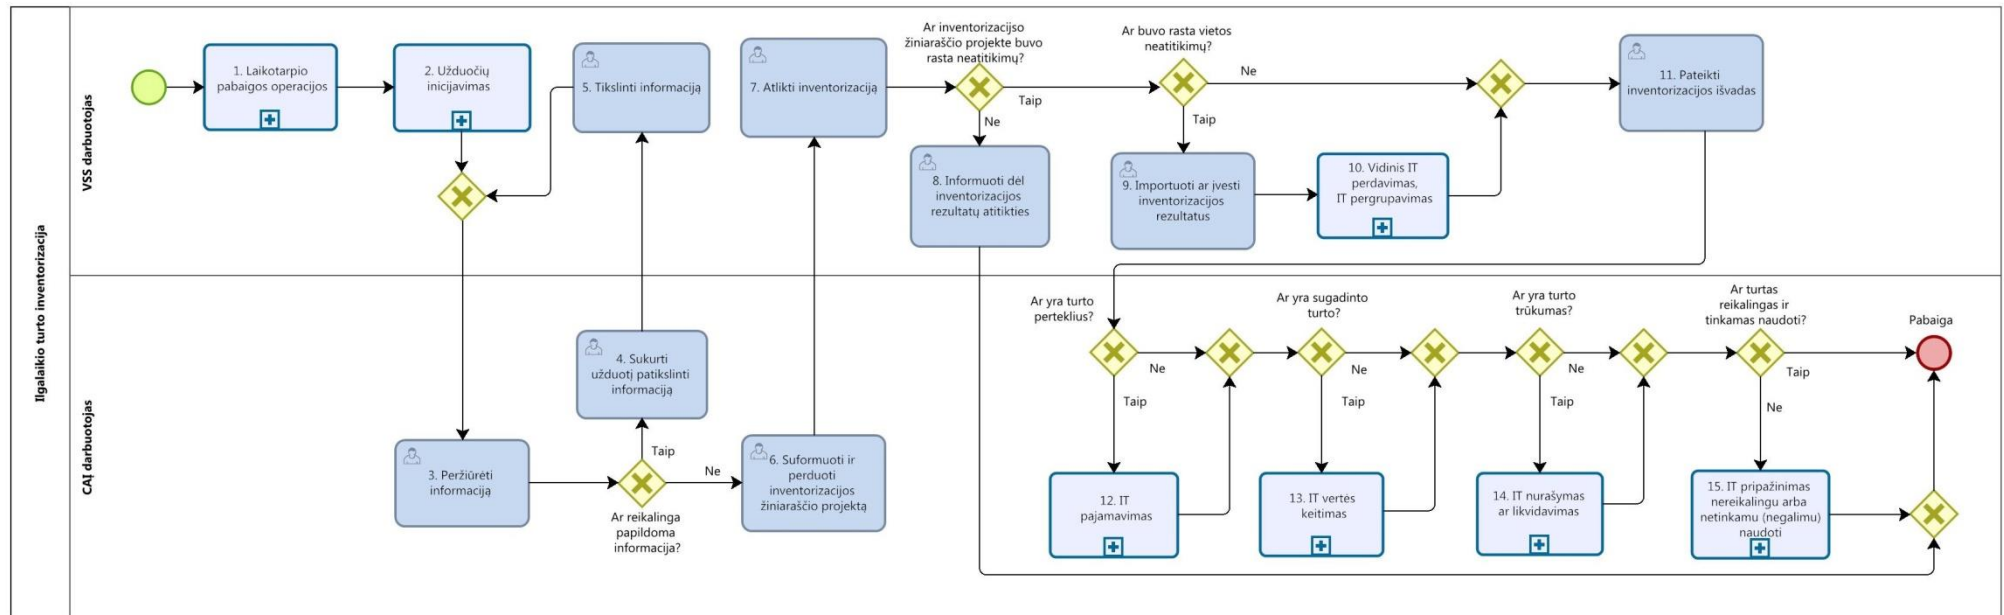 Ilgalaikio turto inventorizacija
VSS darbuotojas
1. Laikotarpio
pabaigos operacijos
2. Užduočių
inicijavimas
5. Tikslinti informaciją
7. Atlikti inventorizaciją
Ar inventorizacijso
žiniaraščio projekte buvo
rasta neatitikimų?
Taip
Ne
8. Informuoti dėl
inventorizacijos
rezultatų atitikties
Ar buvo rasta vietos
neatitikimų?
Ne
Taip
9. Importuoti ar įvesti
inventorizacijos
rezultatus
10. Vidinis IT
perdavimas,
IT pergrupavimas
11. Pateikti
inventorizacijos išvadas
CAĮ darbuotojas
3. Peržiūrėti
informaciją
4. Sukurti
užduotį patikslinti
informaciją
Taip
Ne
Ar reikalinga
papildoma
informacija?
6. Suformuoti ir
perduoti
inventorizacijos
žiniaraščio projektą
Ar yra turto
perteklius?
Ne
Taip
12. IT
pajamavimas
Ar yra sugadinto
turto?
Ne
Taip
13. IT vertės
keitimas
Ar yra turto
trūkumas?
Ne
Taip
14. IT nurašymas
ar likvidavimas
Ar turtas
reikalingas ir
tinkamas naudoti?
Taip
Ne
15. IT pripažinimas
nereikalingu arba
netinkamu (negalimu)
naudoti
Pabaiga